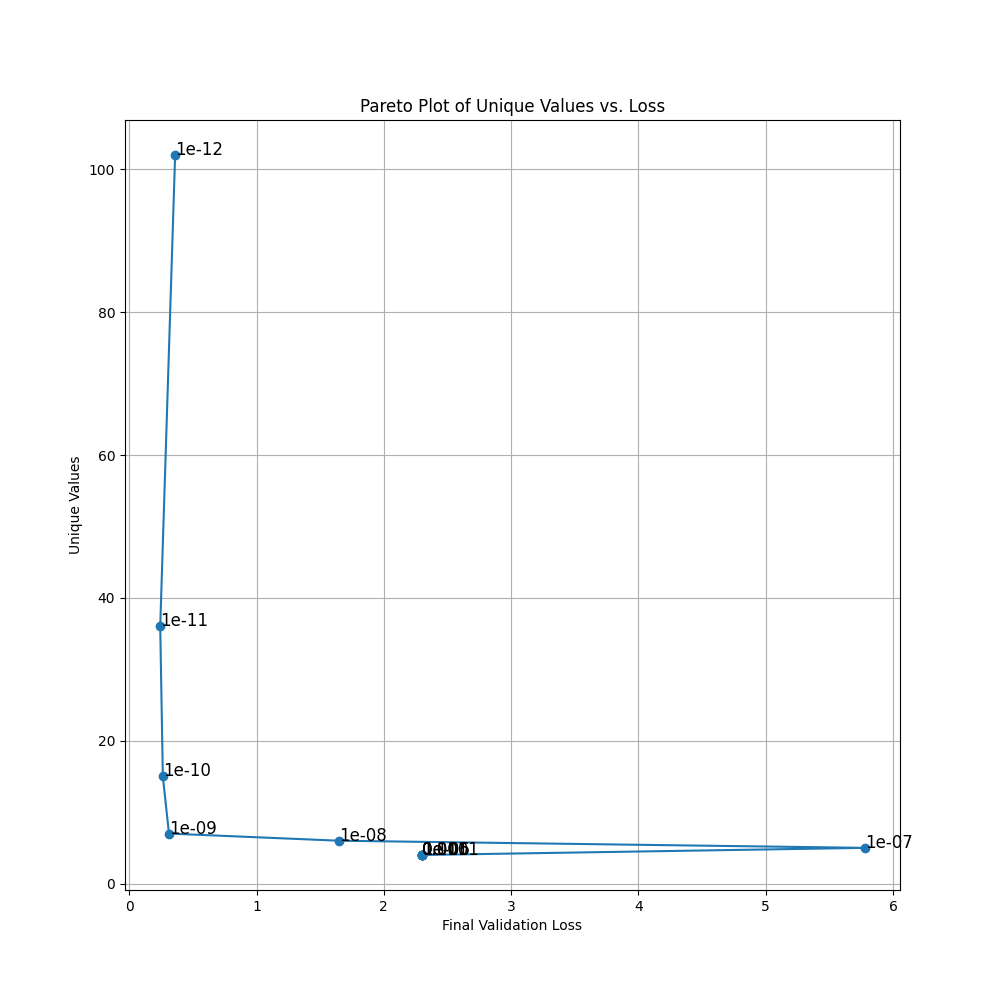 Pareto Plot of Unique Values vs. Loss
1e-12
100
80
Unique Values
60
40
1e-11
20
1e-10
1e-09
1e-08
1e-07
0
0 1 2 3 4 5 6
Final Validation Loss